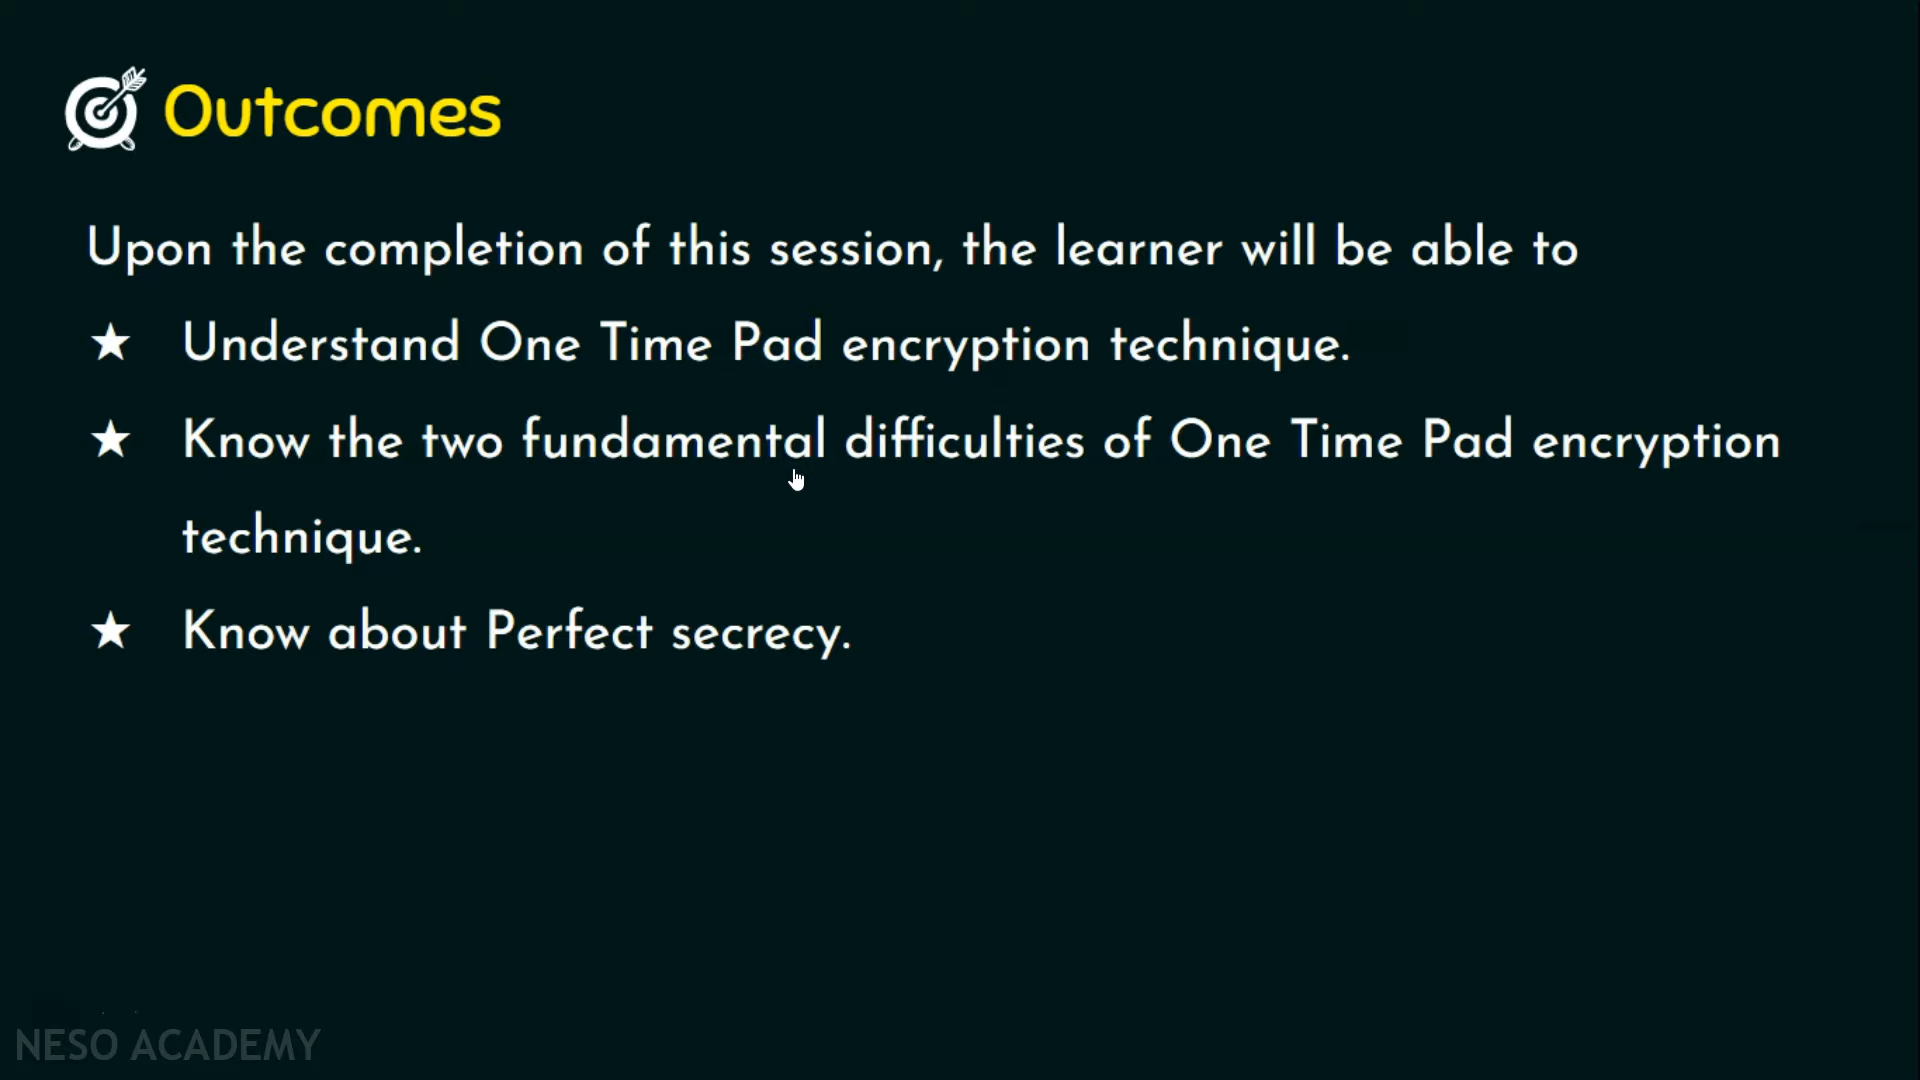 Outcomes
Upon the completion of this session, the learner will be able to
★ Understand One Time Pad encryption technique.
★ Know the two fundamental difficulties of One Time Pad encryption
technique.
★ Know about Perfect secrecy.
NESO ACADEMY